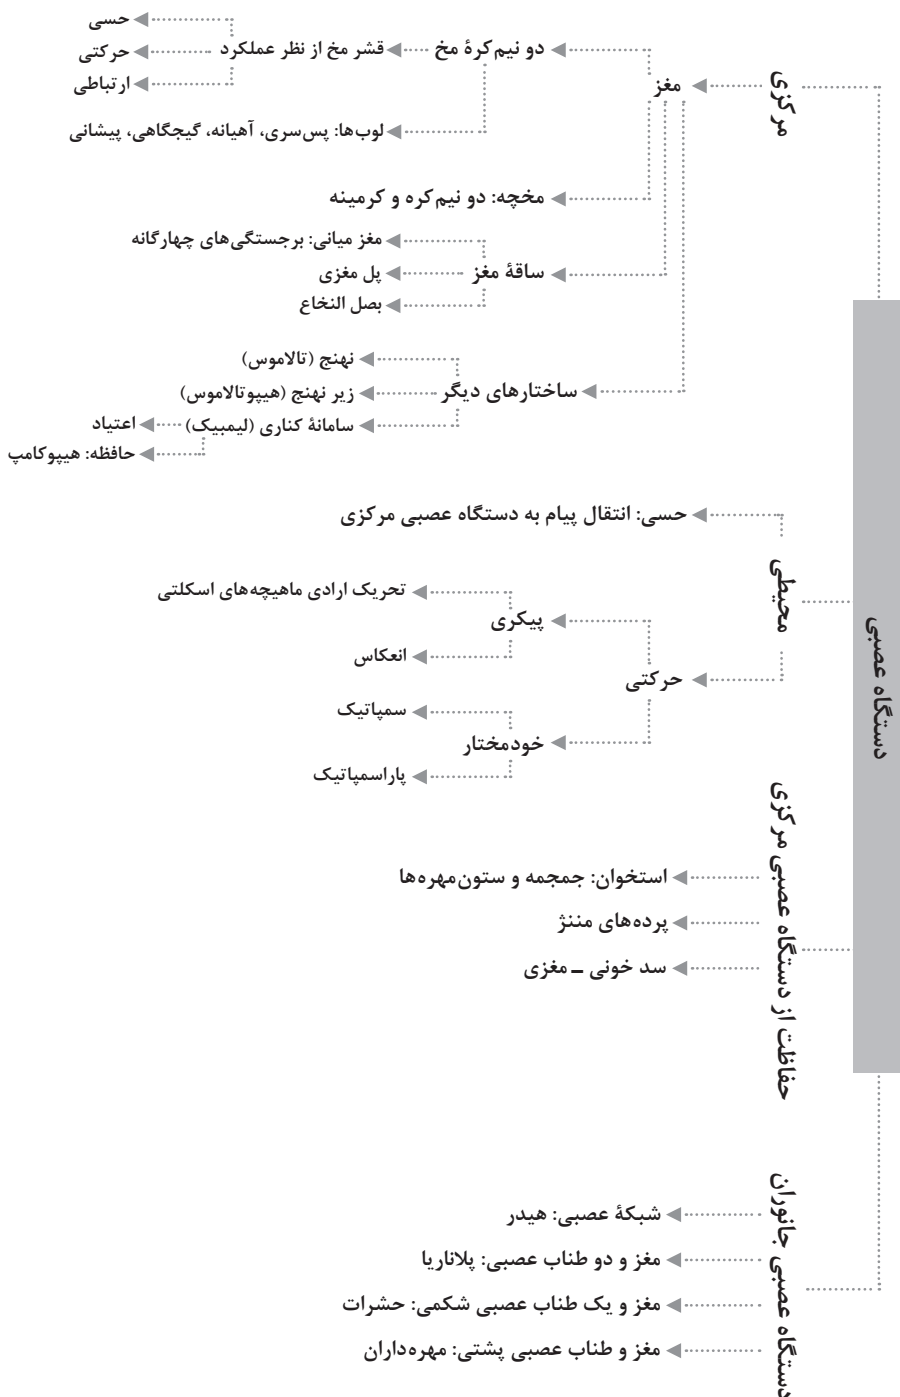 دستگاه عصبی
مرکزی
مغز
دو نیم‌کرهٔ مخ
قشر مخ از نظر عملکرد
حسی
حرکتی
ارتباطی
لوب‌ها: پس‌سری، آهیانه، گیجگاهی، پیشانی
مخچه: دو نیم‌کره و کرمینه
ساقهٔ مغز
مغز میانی: برجستگی‌های چهارگانه
پل مغزی
بصل النخاع
ساختارهای دیگر
نهنج (تالاموس)
زیر نهنج (هیپوتالاموس)
سامانهٔ کناری (لیمبیک)
اعتیاد
حافظه: هیپوکامپ
محیطی
حسی: انتقال پیام به دستگاه عصبی مرکزی
حرکتی
پیکری
تحریک ارادی ماهیچه‌های اسکلتی
انعکاس
خودمختار
سمپاتیک
پاراسمپاتیک
حفاظت از دستگاه عصبی مرکزی
استخوان: جمجمه و ستون‌مهره‌ها
پرده‌های مننژ
سد خونی ـ مغزی
دستگاه عصبی جانوران
شبکهٔ عصبی: هیدر
مغز و دو طناب عصبی: پلاناریا
مغز و یک طناب عصبی شکمی: حشرات
مغز و طناب عصبی پشتی: مهره‌داران